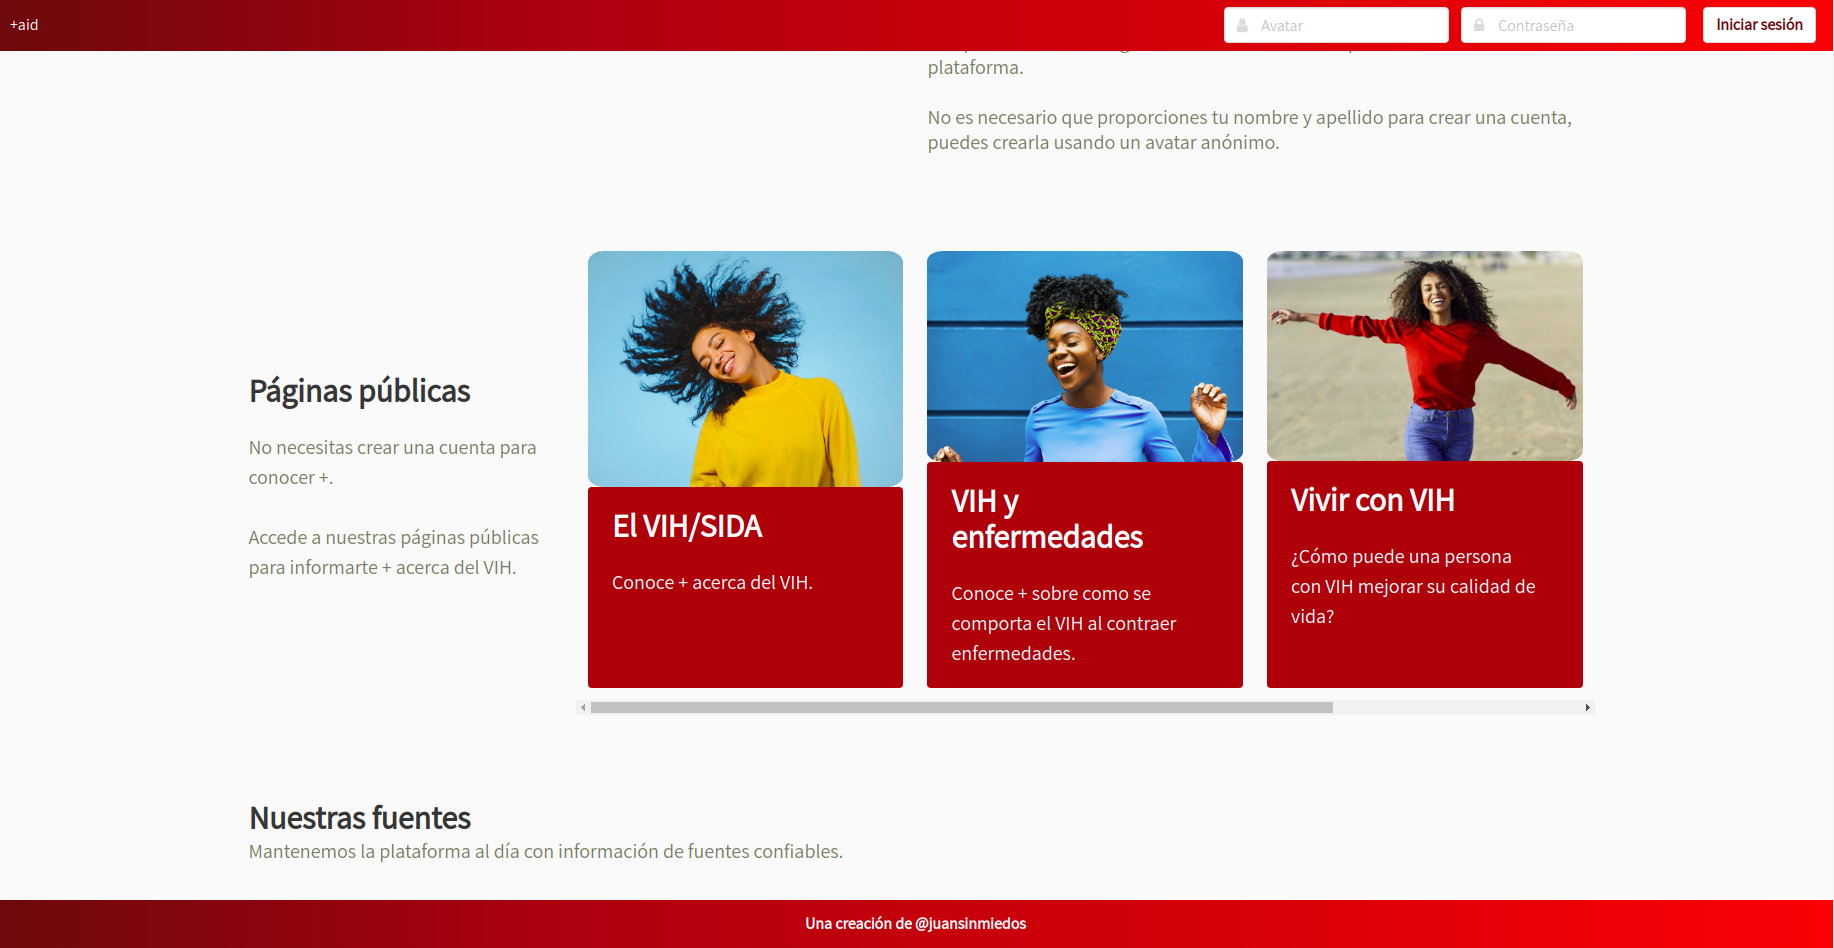 +aid
Avatar
Contraseña
Iniciar sesión
plataforma.
No es necesario que proporciones tu nombre y apellido para crear una cuenta,
puedes crearla usando un avatar anónimo.
Páginas públicas
No necesitas crear una cuenta para
conocer +.
Accede a nuestras páginas públicas
para informarte + acerca del VIH.
El VIH/SIDA
Conoce + acerca del VIH.
VIH y
enfermedades
Conoce + sobre como se
comporta el VIH al contraer
enfermedades.
Vivir con VIH
¿Cómo puede una persona
con VIH mejorar su calidad de
vida?
Nuestras fuentes
Mantenemos la plataforma al día con información de fuentes confiables.
Una creación de @juansinmiedos